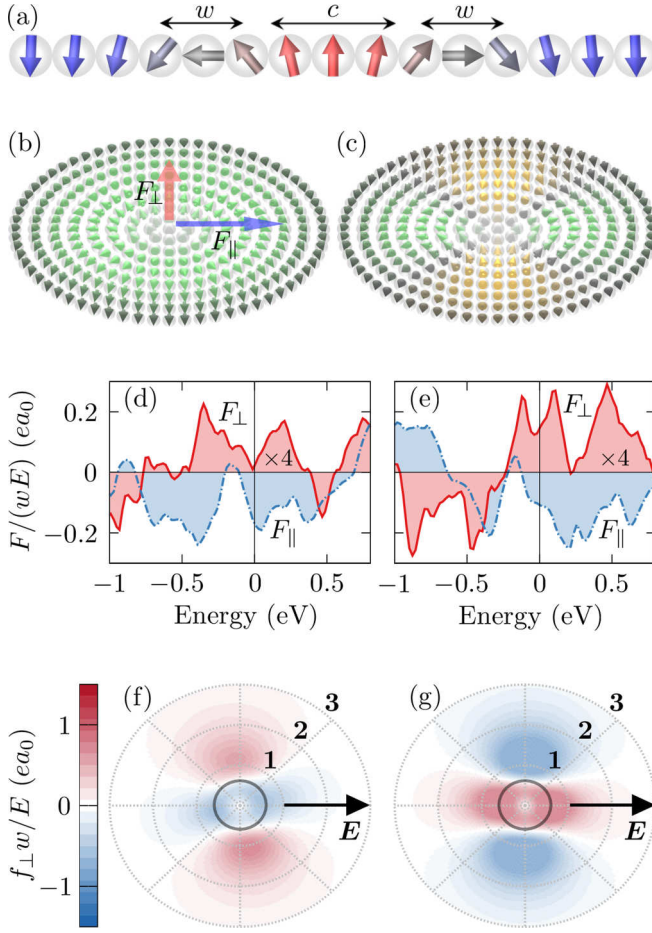 (a) w c w
(b) (c)
F⊥
F∥
(d) (e)
F/(wE) (ea₀)
0.2
0
−0.2
F⊥
×4
F∥
F⊥
×4
F∥
−1 −0.5 0 0.5 −1 −0.5 0 0.5
Energy (eV) Energy (eV)
(f) (g)
f⊥w/E (ea₀)
1
0
−1
3
2
1
E
3
2
1
E